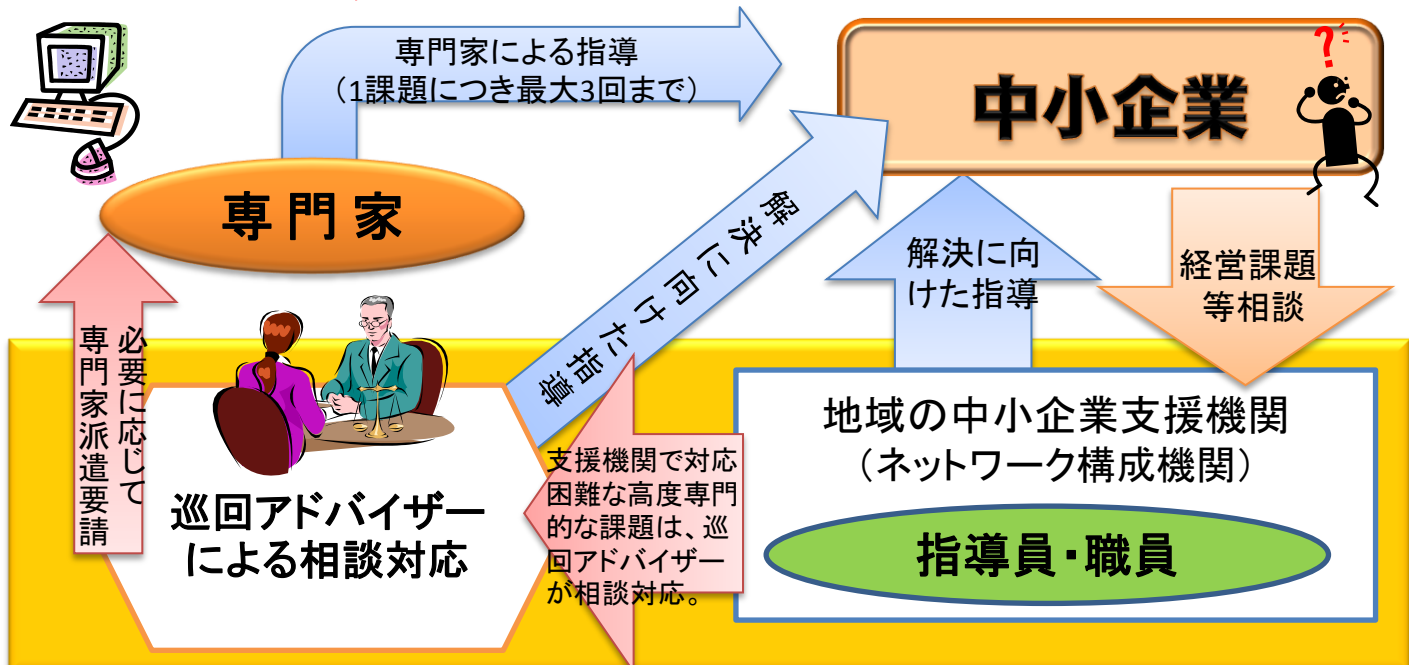 専門家による指導
（1課題につき最大3回まで）
中小企業
?
専門家
解決に向けた指導
解決に向
けた指導
経営課題
等相談
必要に応じて
専門家派遣要請
巡回アドバイザー
による相談対応
支援機関で対応
困難な高度専門
的な課題は、巡
回アドバイザー
が相談対応。
地域の中小企業支援機関
（ネットワーク構成機関）
指導員・職員